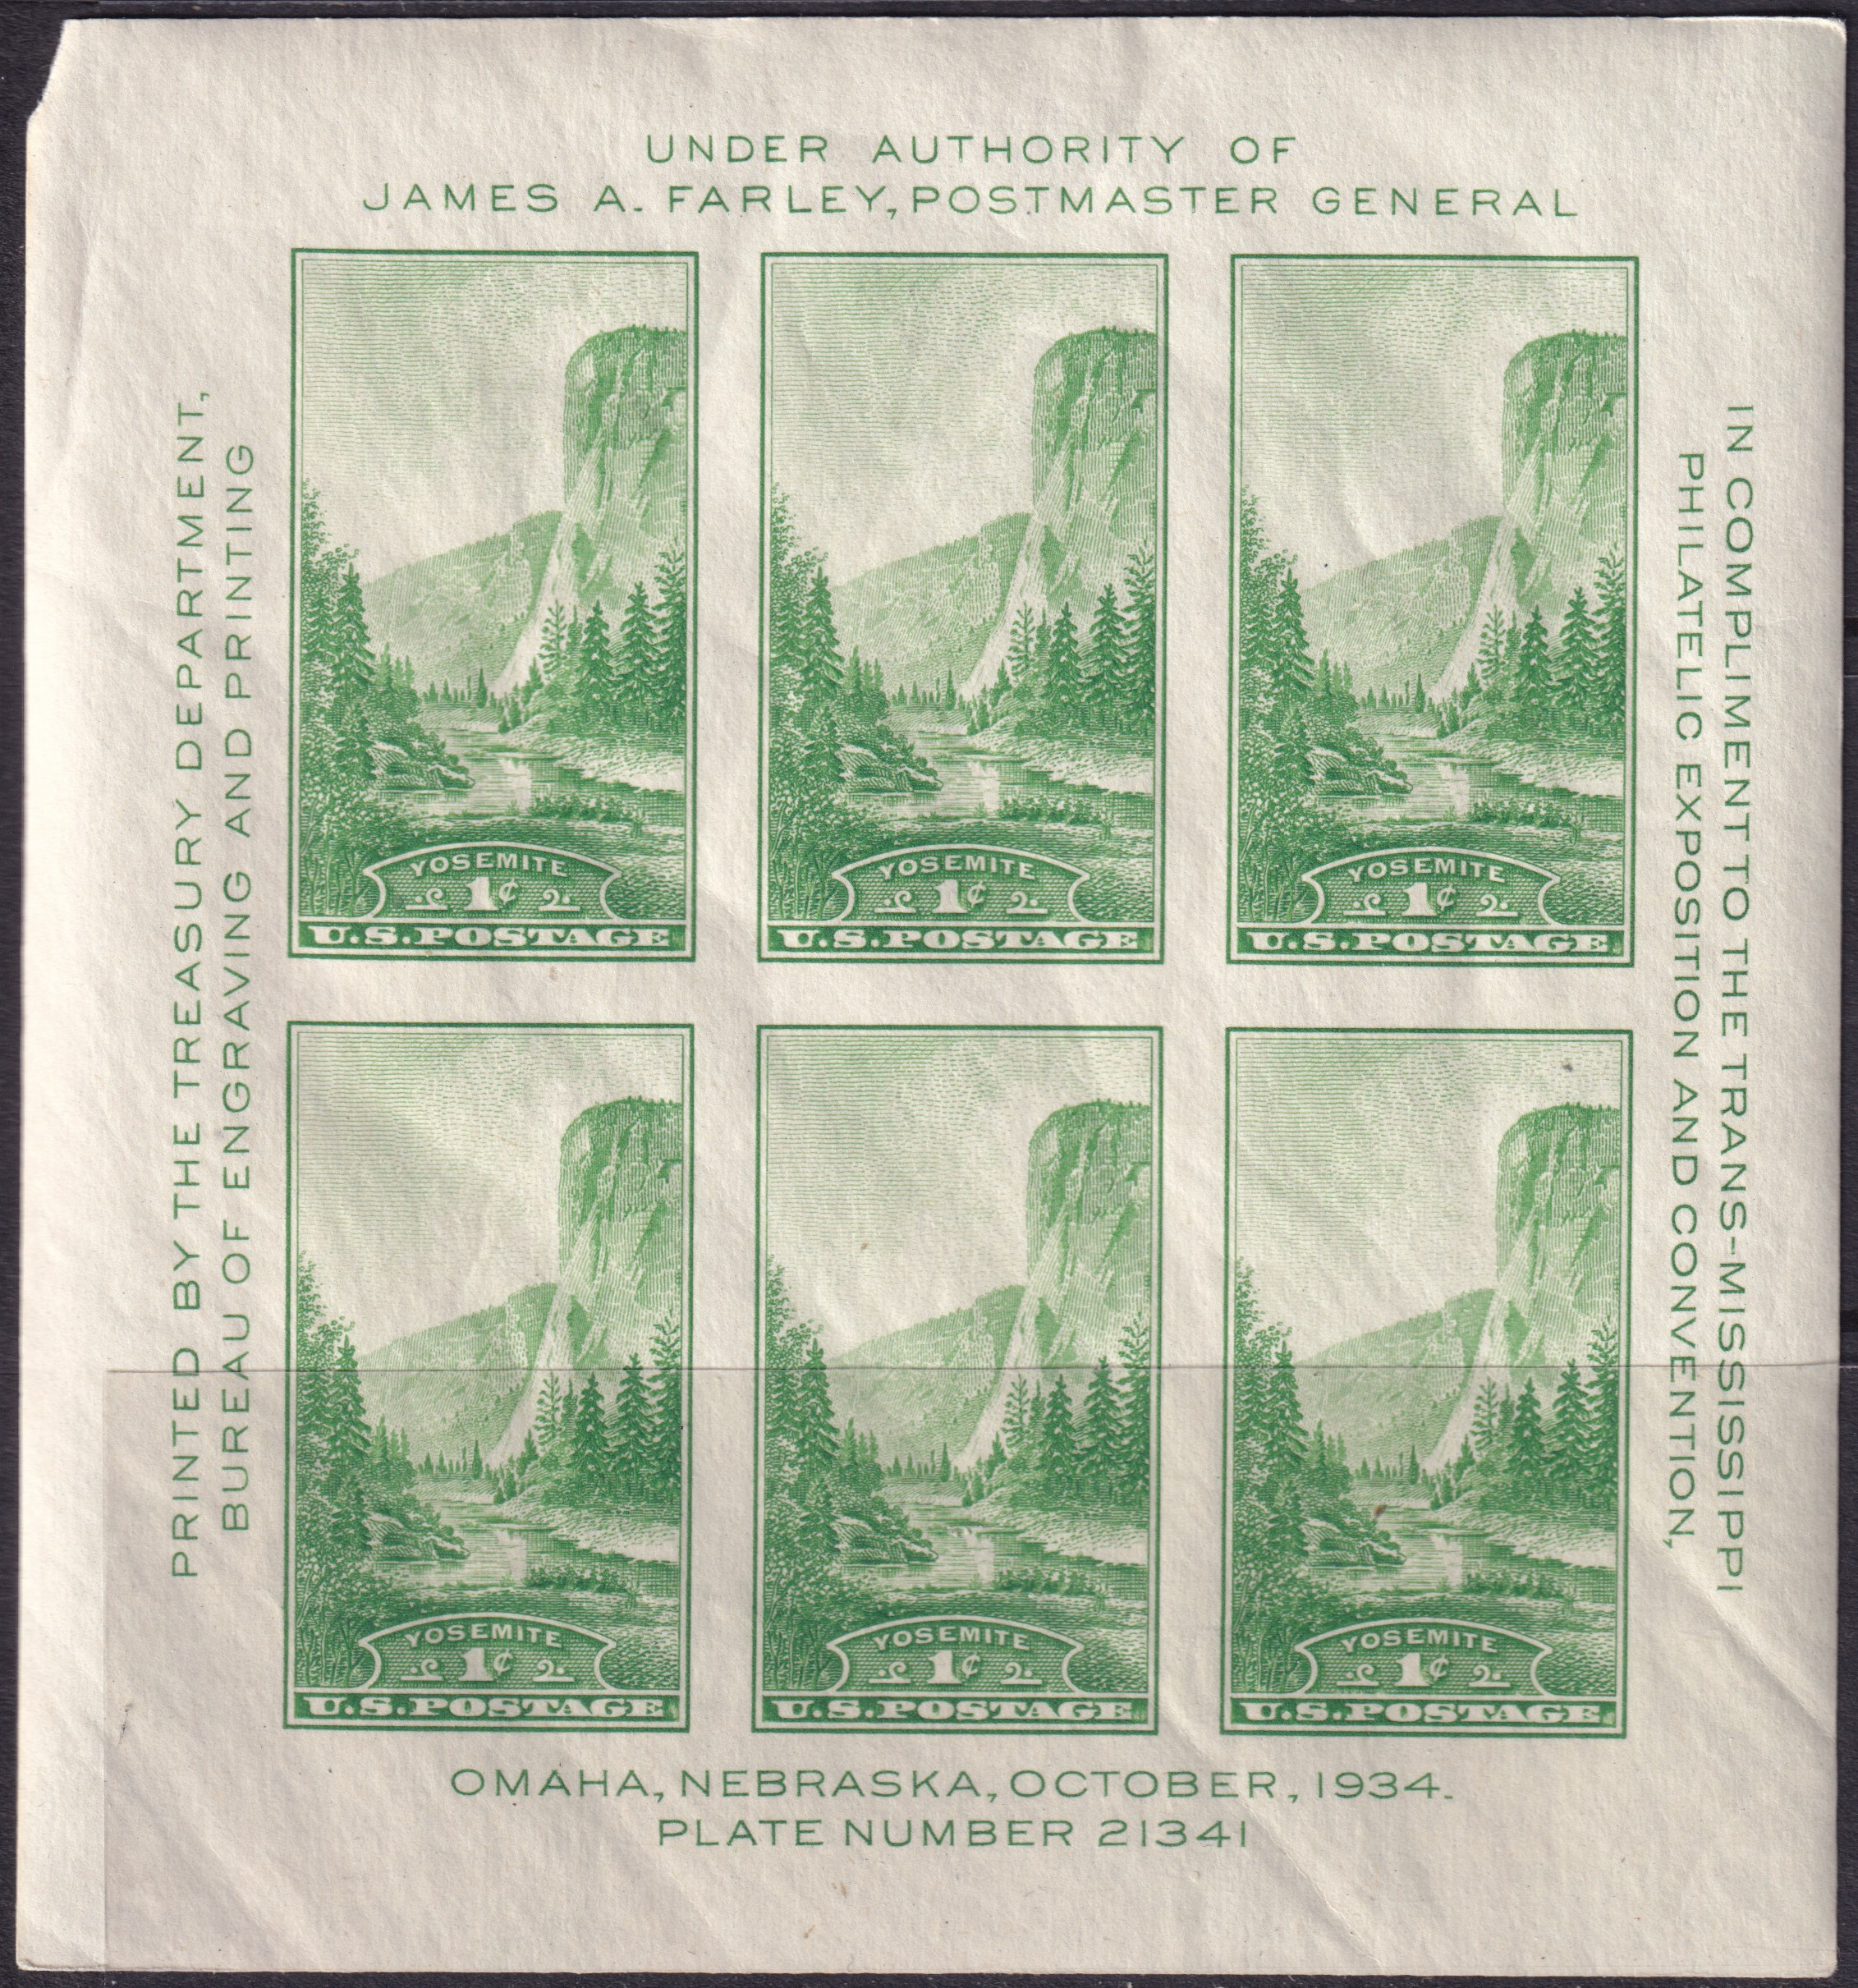 UNDER AUTHORITY OF
JAMES A. FARLEY, POSTMASTER GENERAL
PRINTED BY THE TREASURY DEPARTMENT,
BUREAU OF ENGRAVING AND PRINTING
YOSEMITE
1¢
U.S.POSTAGE
YOSEMITE
1¢
U.S.POSTAGE
YOSEMITE
1¢
U.S.POSTAGE
IN COMPLIMENT TO THE TRANS-MISSISSIPPI
PHILATELIC EXPOSITION AND CONVENTION,
YOSEMITE
1¢
U.S.POSTAGE
YOSEMITE
1¢
U.S.POSTAGE
YOSEMITE
1¢
U.S.POSTAGE
OMAHA, NEBRASKA, OCTOBER, 1934.
PLATE NUMBER 21341